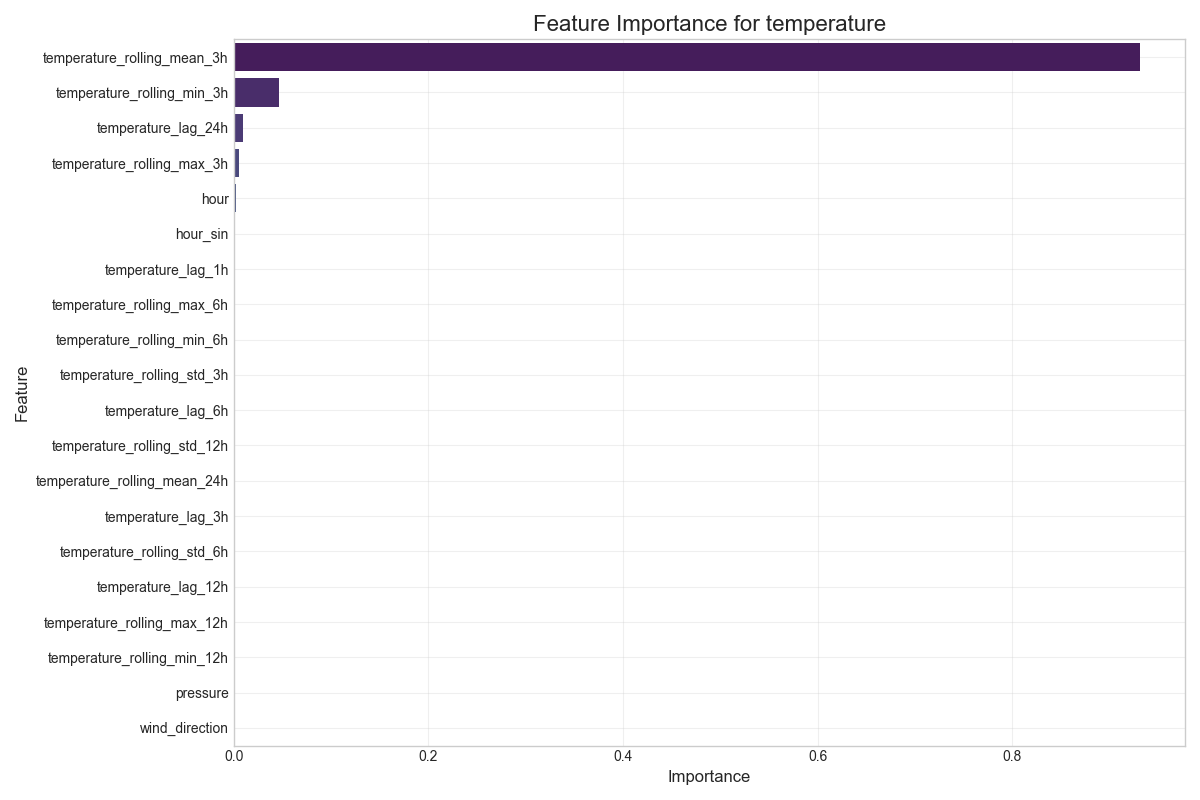 Feature Importance for temperature
temperature_rolling_mean_3h
temperature_rolling_min_3h
temperature_lag_24h
temperature_rolling_max_3h
hour
hour_sin
temperature_lag_1h
temperature_rolling_max_6h
temperature_rolling_min_6h
temperature_rolling_std_3h
temperature_lag_6h
temperature_rolling_std_12h
temperature_rolling_mean_24h
temperature_lag_3h
temperature_rolling_std_6h
temperature_lag_12h
temperature_rolling_max_12h
temperature_rolling_min_12h
pressure
wind_direction
Feature
0.0 0.2 0.4 0.6 0.8
Importance